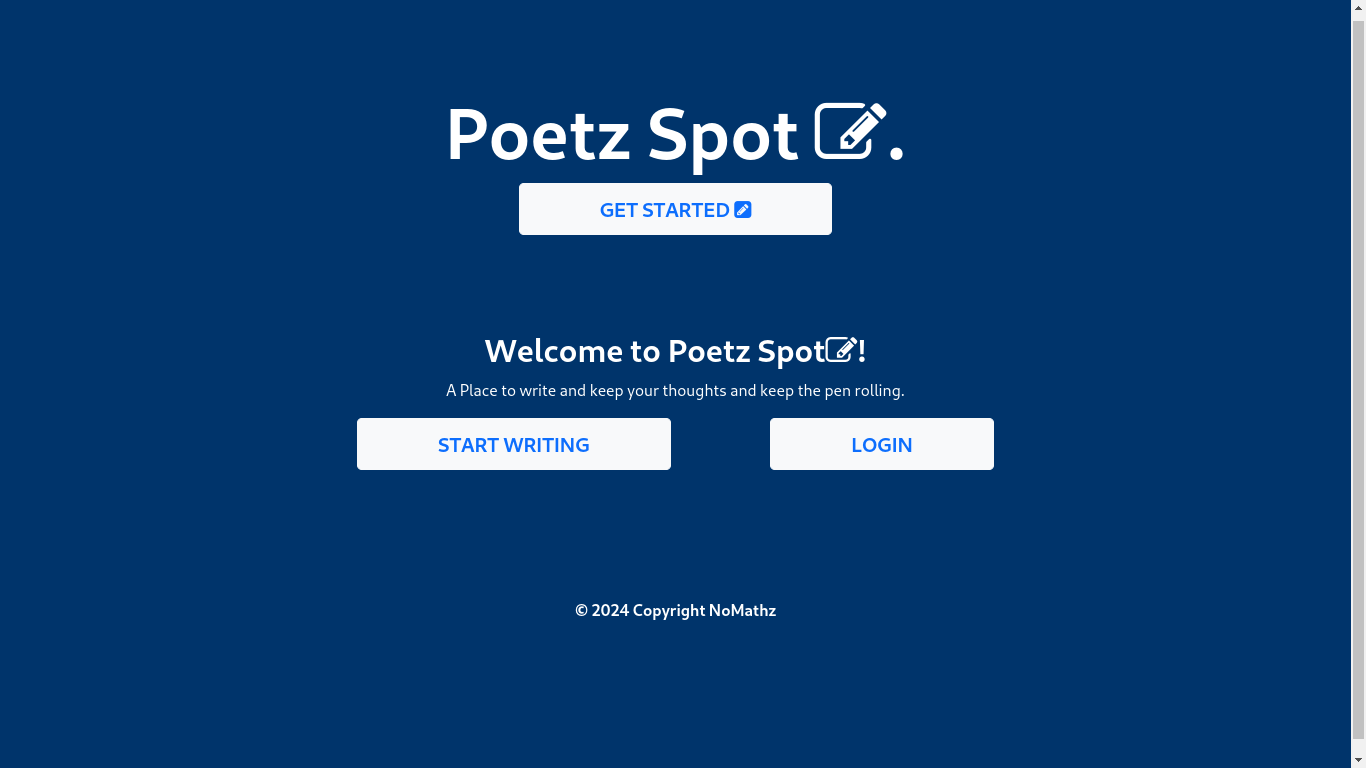 Poetz Spot .
GET STARTED
Welcome to Poetz Spot!
A Place to write and keep your thoughts and keep the pen rolling.
START WRITING
LOGIN
© 2024 Copyright NoMathz